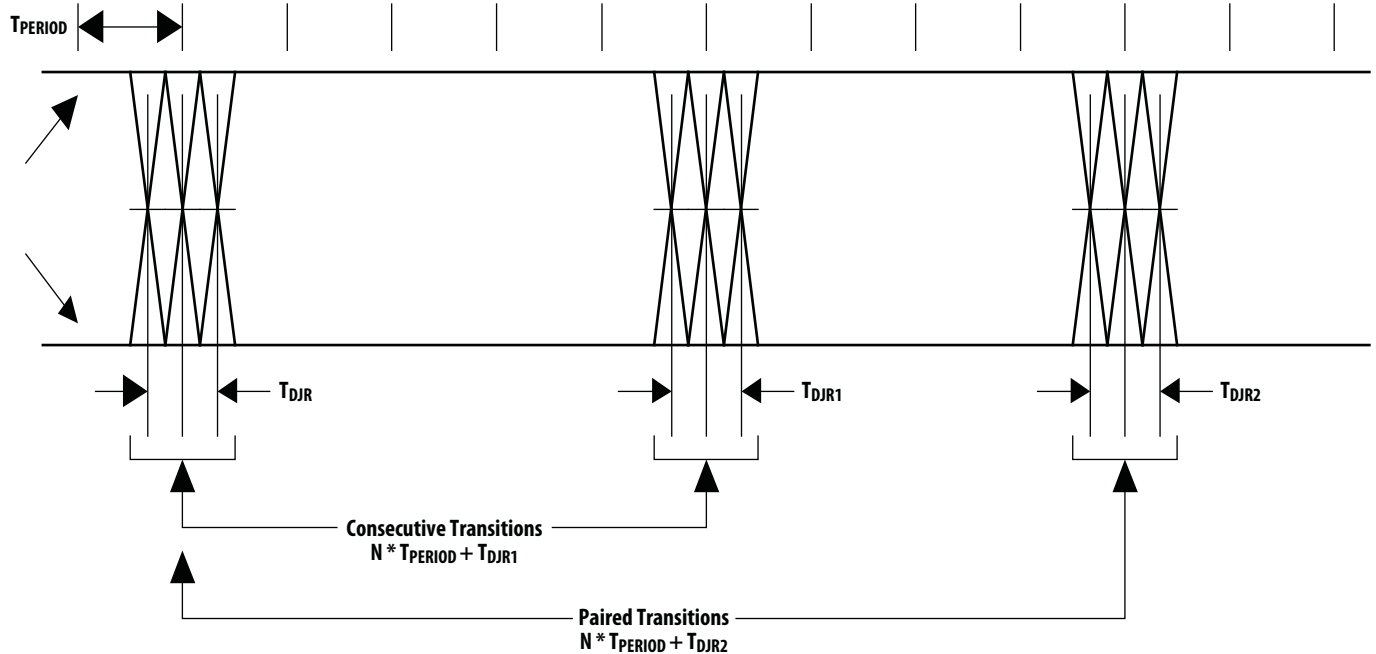 TPERIOD
TDJR
TDJR1
TDJR2
Consecutive Transitions
N * TPERIOD + TDJR1
Paired Transitions
N * TPERIOD + TDJR2